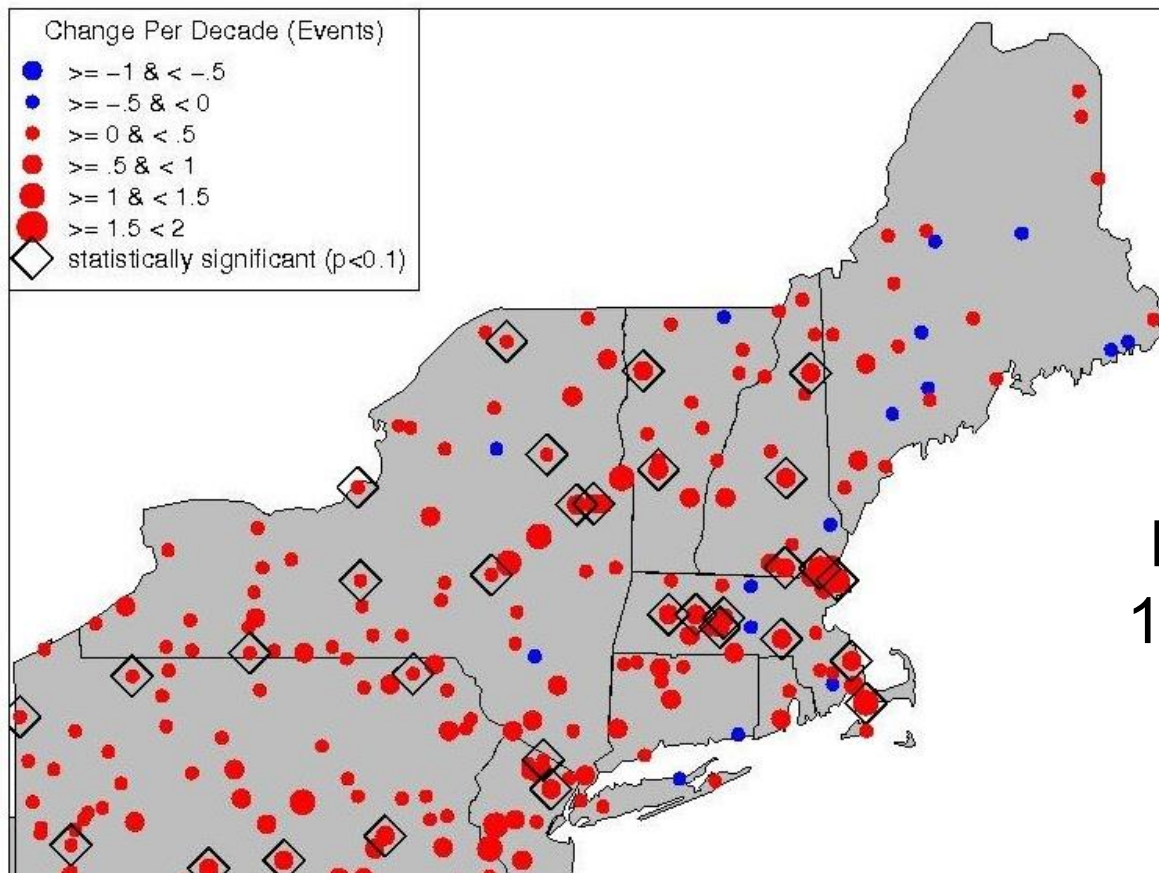 Change Per Decade (Events)
>= -1 & < -.5
>= -.5 & < 0
>= 0 & < .5
>= .5 & < 1
>= 1 & < 1.5
>= 1.5 < 2
statistically significant (p<0.1)
1